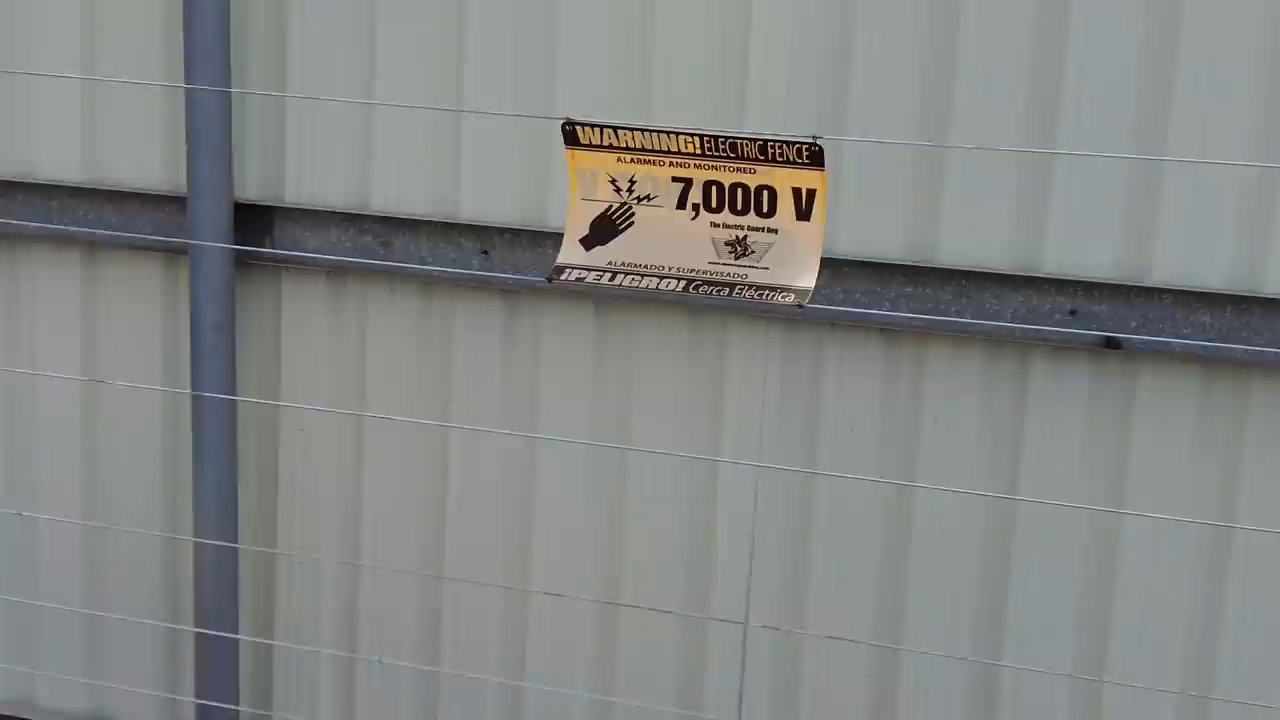 WARNING! ELECTRIC FENCE
ALARMED AND MONITORED
7,000 V
The Electric Guard Dog
ALARMADO Y SUPERVISADO
¡PELIGRO! Cerca Eléctrica